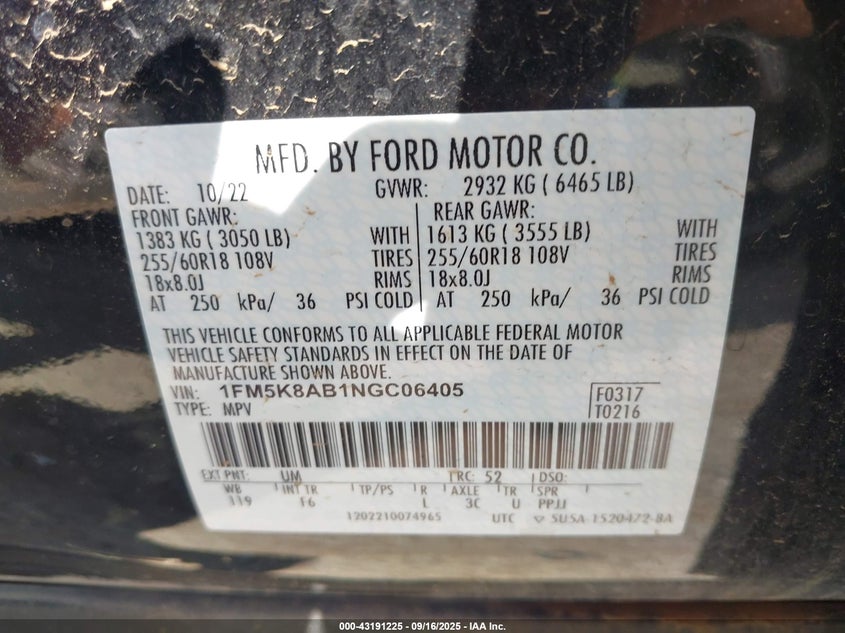 MFD. BY FORD MOTOR CO.
DATE: 10/22 GVWR: 2932 KG ( 6465 LB)
FRONT GAWR: REAR GAWR:
1383 KG ( 3050 LB) WITH 1613 KG ( 3555 LB) WITH
255/60R18 108V TIRES 255/60R18 108V TIRES
18x8.0J RIMS 18x8.0J RIMS
AT 250 kPa/ 36 PSI COLD AT 250 kPa/ 36 PSI COLD
THIS VEHICLE CONFORMS TO ALL APPLICABLE FEDERAL MOTOR
VEHICLE SAFETY STANDARDS IN EFFECT ON THE DATE OF
MANUFACTURE SHOWN ABOVE.
VIN: 1FM5K8AB1NGC06405 F0317
TYPE: MPV T0216
EXT PNT: UM TRC: 52 DSO:
WB INT TR TP/PS R AXLE TR SPR
119 F6 L 3C U PPJJ
1202210074965 UTC ▽ 5U5A-1520472-BA
000-43191225 - 09/16/2025 - IAA Inc.